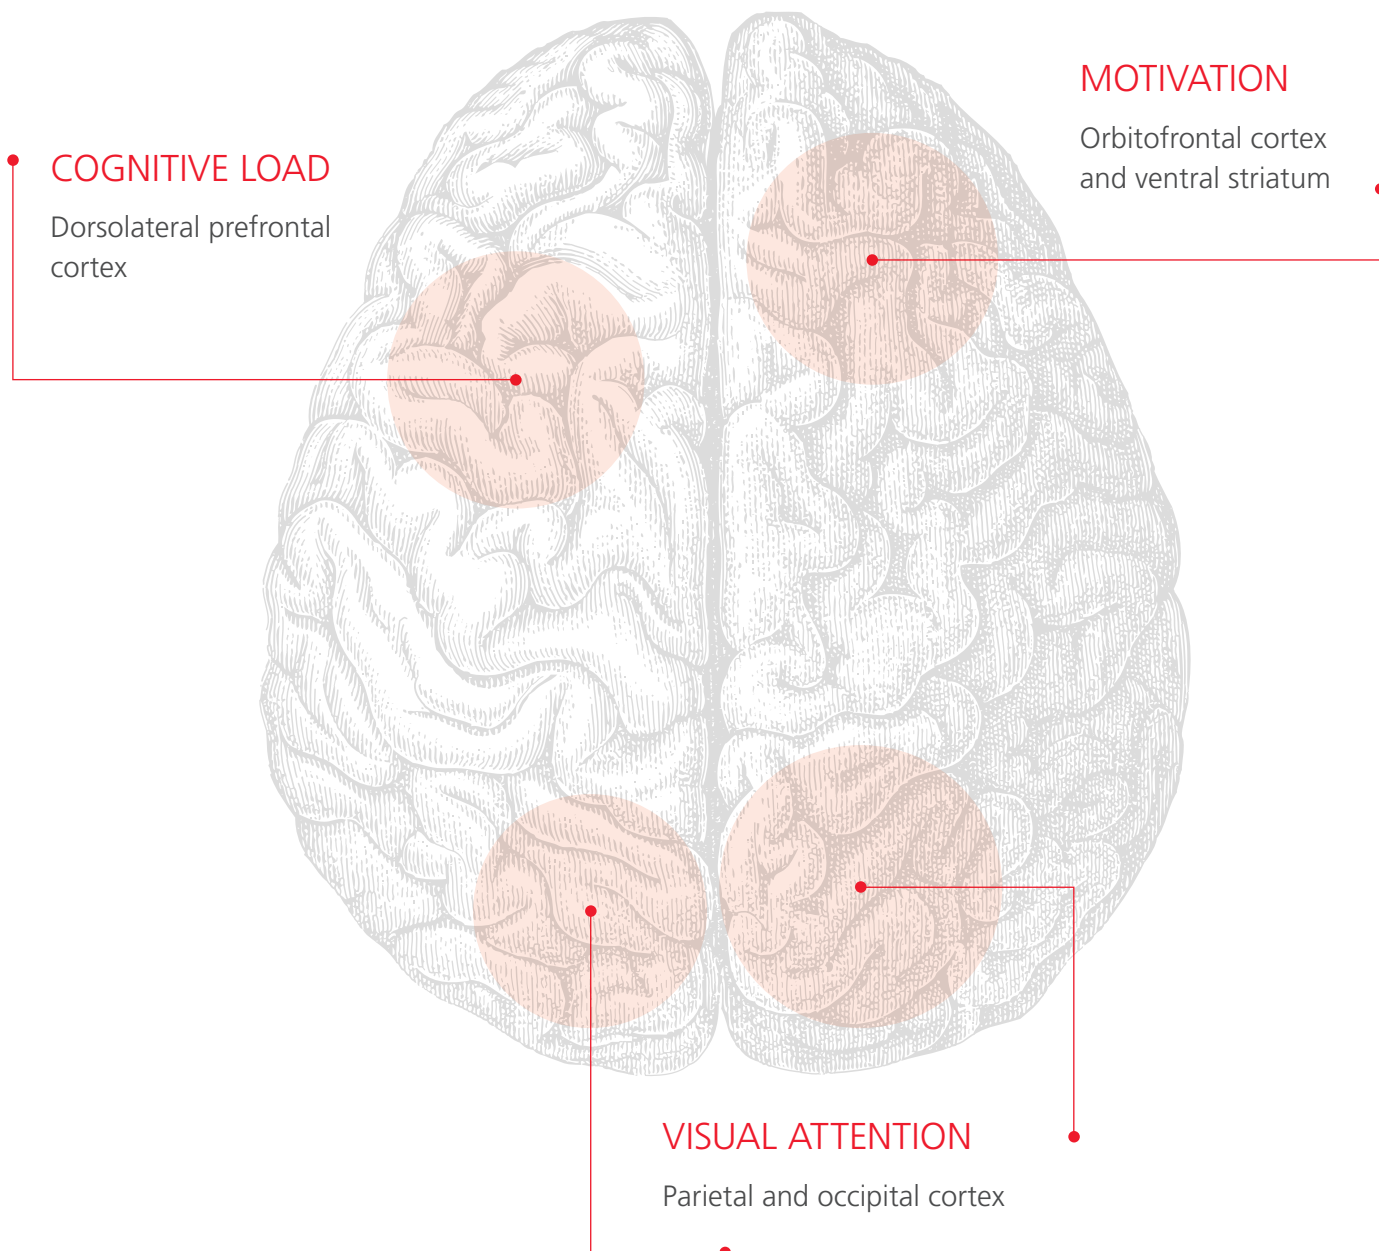 MOTIVATION
Orbitofrontal cortex
and ventral striatum
COGNITIVE LOAD
Dorsolateral prefrontal
cortex
VISUAL ATTENTION
Parietal and occipital cortex